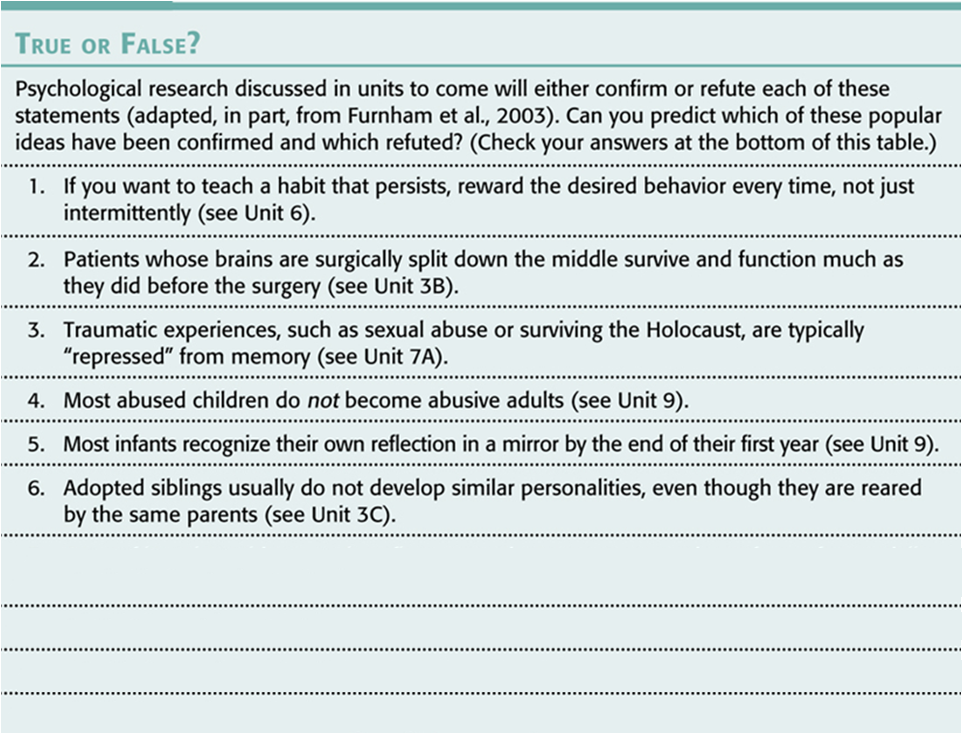 TRUE OR FALSE?
Psychological research discussed in units to come will either confirm or refute each of these
statements (adapted, in part, from Furnham et al., 2003). Can you predict which of these popular
ideas have been confirmed and which refuted? (Check your answers at the bottom of this table.)
1. If you want to teach a habit that persists, reward the desired behavior every time, not just
intermittently (see Unit 6).
2. Patients whose brains are surgically split down the middle survive and function much as
they did before the surgery (see Unit 3B).
3. Traumatic experiences, such as sexual abuse or surviving the Holocaust, are typically
“repressed” from memory (see Unit 7A).
4. Most abused children do not become abusive adults (see Unit 9).
5. Most infants recognize their own reflection in a mirror by the end of their first year (see Unit 9).
6. Adopted siblings usually do not develop similar personalities, even though they are reared
by the same parents (see Unit 3C).